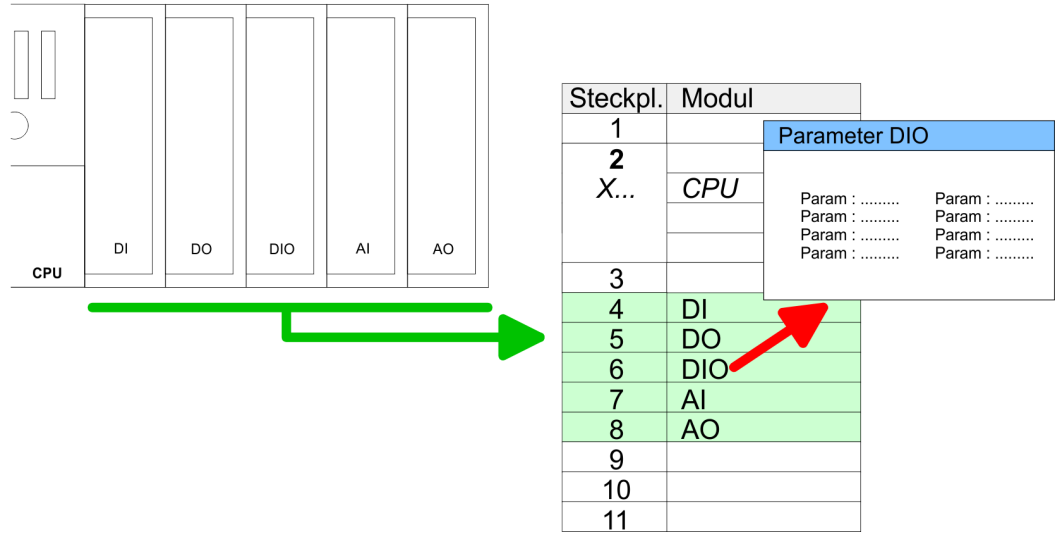 DI DO DIO AI AO
CPU
Steckpl. Modul
1
2
X... CPU
3
4 DI
5 DO
6 DIO
7 AI
8 AO
9
10
11
Parameter DIO
Param : ......... Param : .........
Param : ......... Param : .........
Param : ......... Param : .........
Param : ......... Param : .........